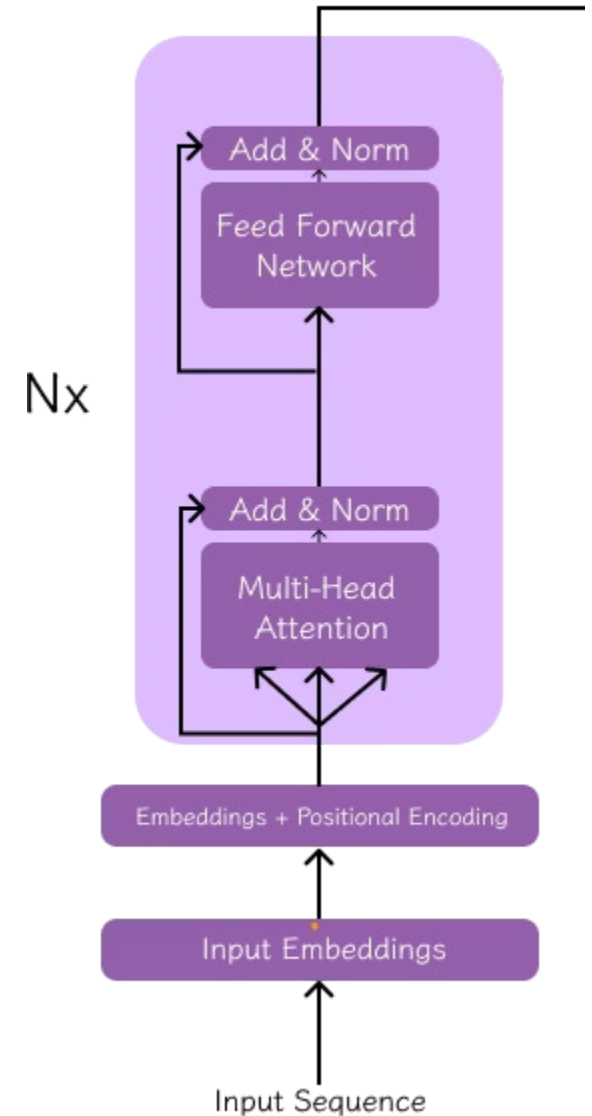 Add & Norm
Feed Forward
Network
Nx
Add & Norm
Multi-Head
Attention
Embeddings + Positional Encoding
Input Embeddings
Input Sequence